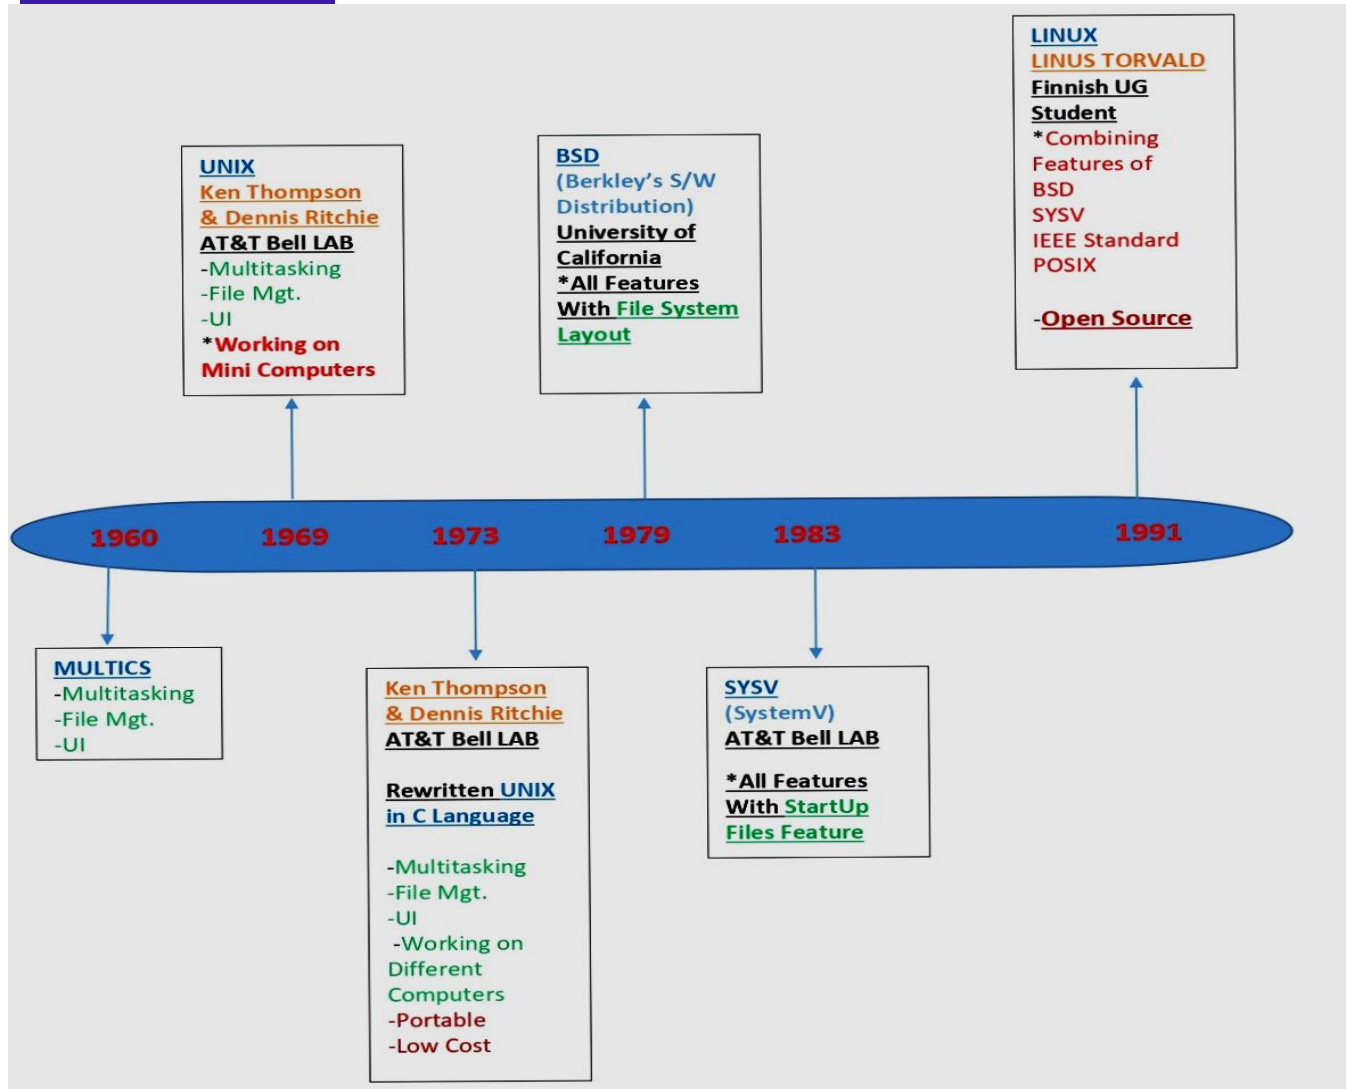 LINUX
LINUS TORVALD
Finnish UG
Student
*Combining
Features of
BSD
SYSV
IEEE Standard
POSIX
-Open Source
UNIX
Ken Thompson
& Dennis Ritchie
AT&T Bell LAB
-Multitasking
-File Mgt.
-UI
*Working on
Mini Computers
BSD
(Berkley's S/W
Distribution)
University of
California
*All Features
With File System
Layout
1960
1969
1973
1979
1983
1991
MULTICS
-Multitasking
-File Mgt.
-UI
Ken Thompson
& Dennis Ritchie
AT&T Bell LAB
Rewritten UNIX
in C Language
-Multitasking
-File Mgt.
-UI
-Working on
Different
Computers
-Portable
-Low Cost
SYSV
(SystemV)
AT&T Bell LAB
*All Features
With StartUp
Files Feature